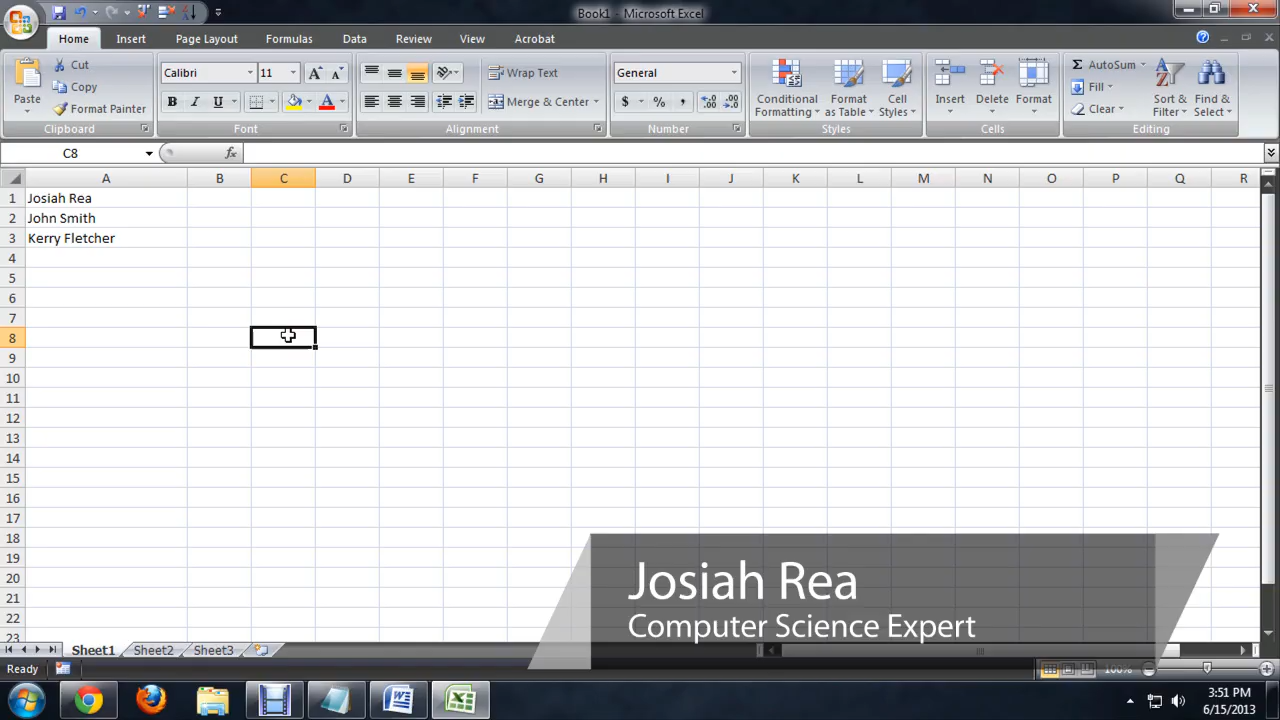 Book1 - Microsoft Excel
Home Insert Page Layout Formulas Data Review View Acrobat
Paste
Cut
Copy
Format Painter
Clipboard
Calibri 11
B I U A
Font
Wrap Text
Merge & Center
Alignment
General
$ % ,
Number
Conditional Formatting
Format as Table
Cell Styles
Styles
Insert
Delete
Format
Cells
Σ AutoSum
Fill
Clear
Sort & Filter
Find & Select
Editing
C8 fx
A B C D E F G H I J K L M N O P Q R
1 Josiah Rea
2 John Smith
3 Kerry Fletcher
4
5
6
7
8
9
10
11
12
13
14
15
16
17
18
19
20
21
22
23
Josiah Rea
Computer Science Expert
Sheet1 Sheet2 Sheet3
Ready
100%
3:51 PM
6/15/2013